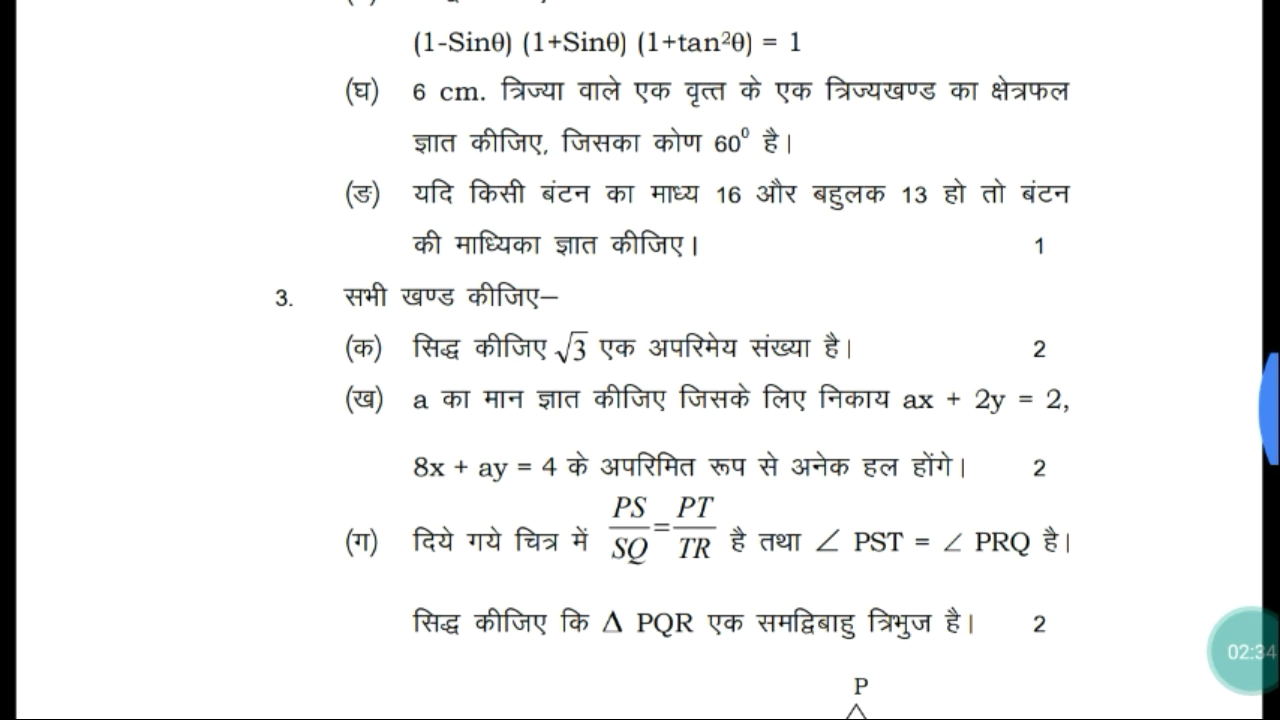 (1-Sinθ) (1+Sinθ) (1+tan²θ) = 1
(घ) 6 cm. त्रिज्या वाले एक वृत्त के एक त्रिज्यखण्ड का क्षेत्रफल
ज्ञात कीजिए, जिसका कोण 60⁰ है।
(ङ) यदि किसी बंटन का माध्य 16 और बहुलक 13 हो तो बंटन
की माध्यिका ज्ञात कीजिए। 1
3. सभी खण्ड कीजिए–
(क) सिद्ध कीजिए √3 एक अपरिमेय संख्या है। 2
(ख) a का मान ज्ञात कीजिए जिसके लिए निकाय ax + 2y = 2,
8x + ay = 4 के अपरिमित रूप से अनेक हल होंगे। 2
(ग) दिये गये चित्र में PS/SQ = PT/TR है तथा ∠ PST = ∠ PRQ है।
सिद्ध कीजिए कि Δ PQR एक समद्विबाहु त्रिभुज है। 2
02:34
P